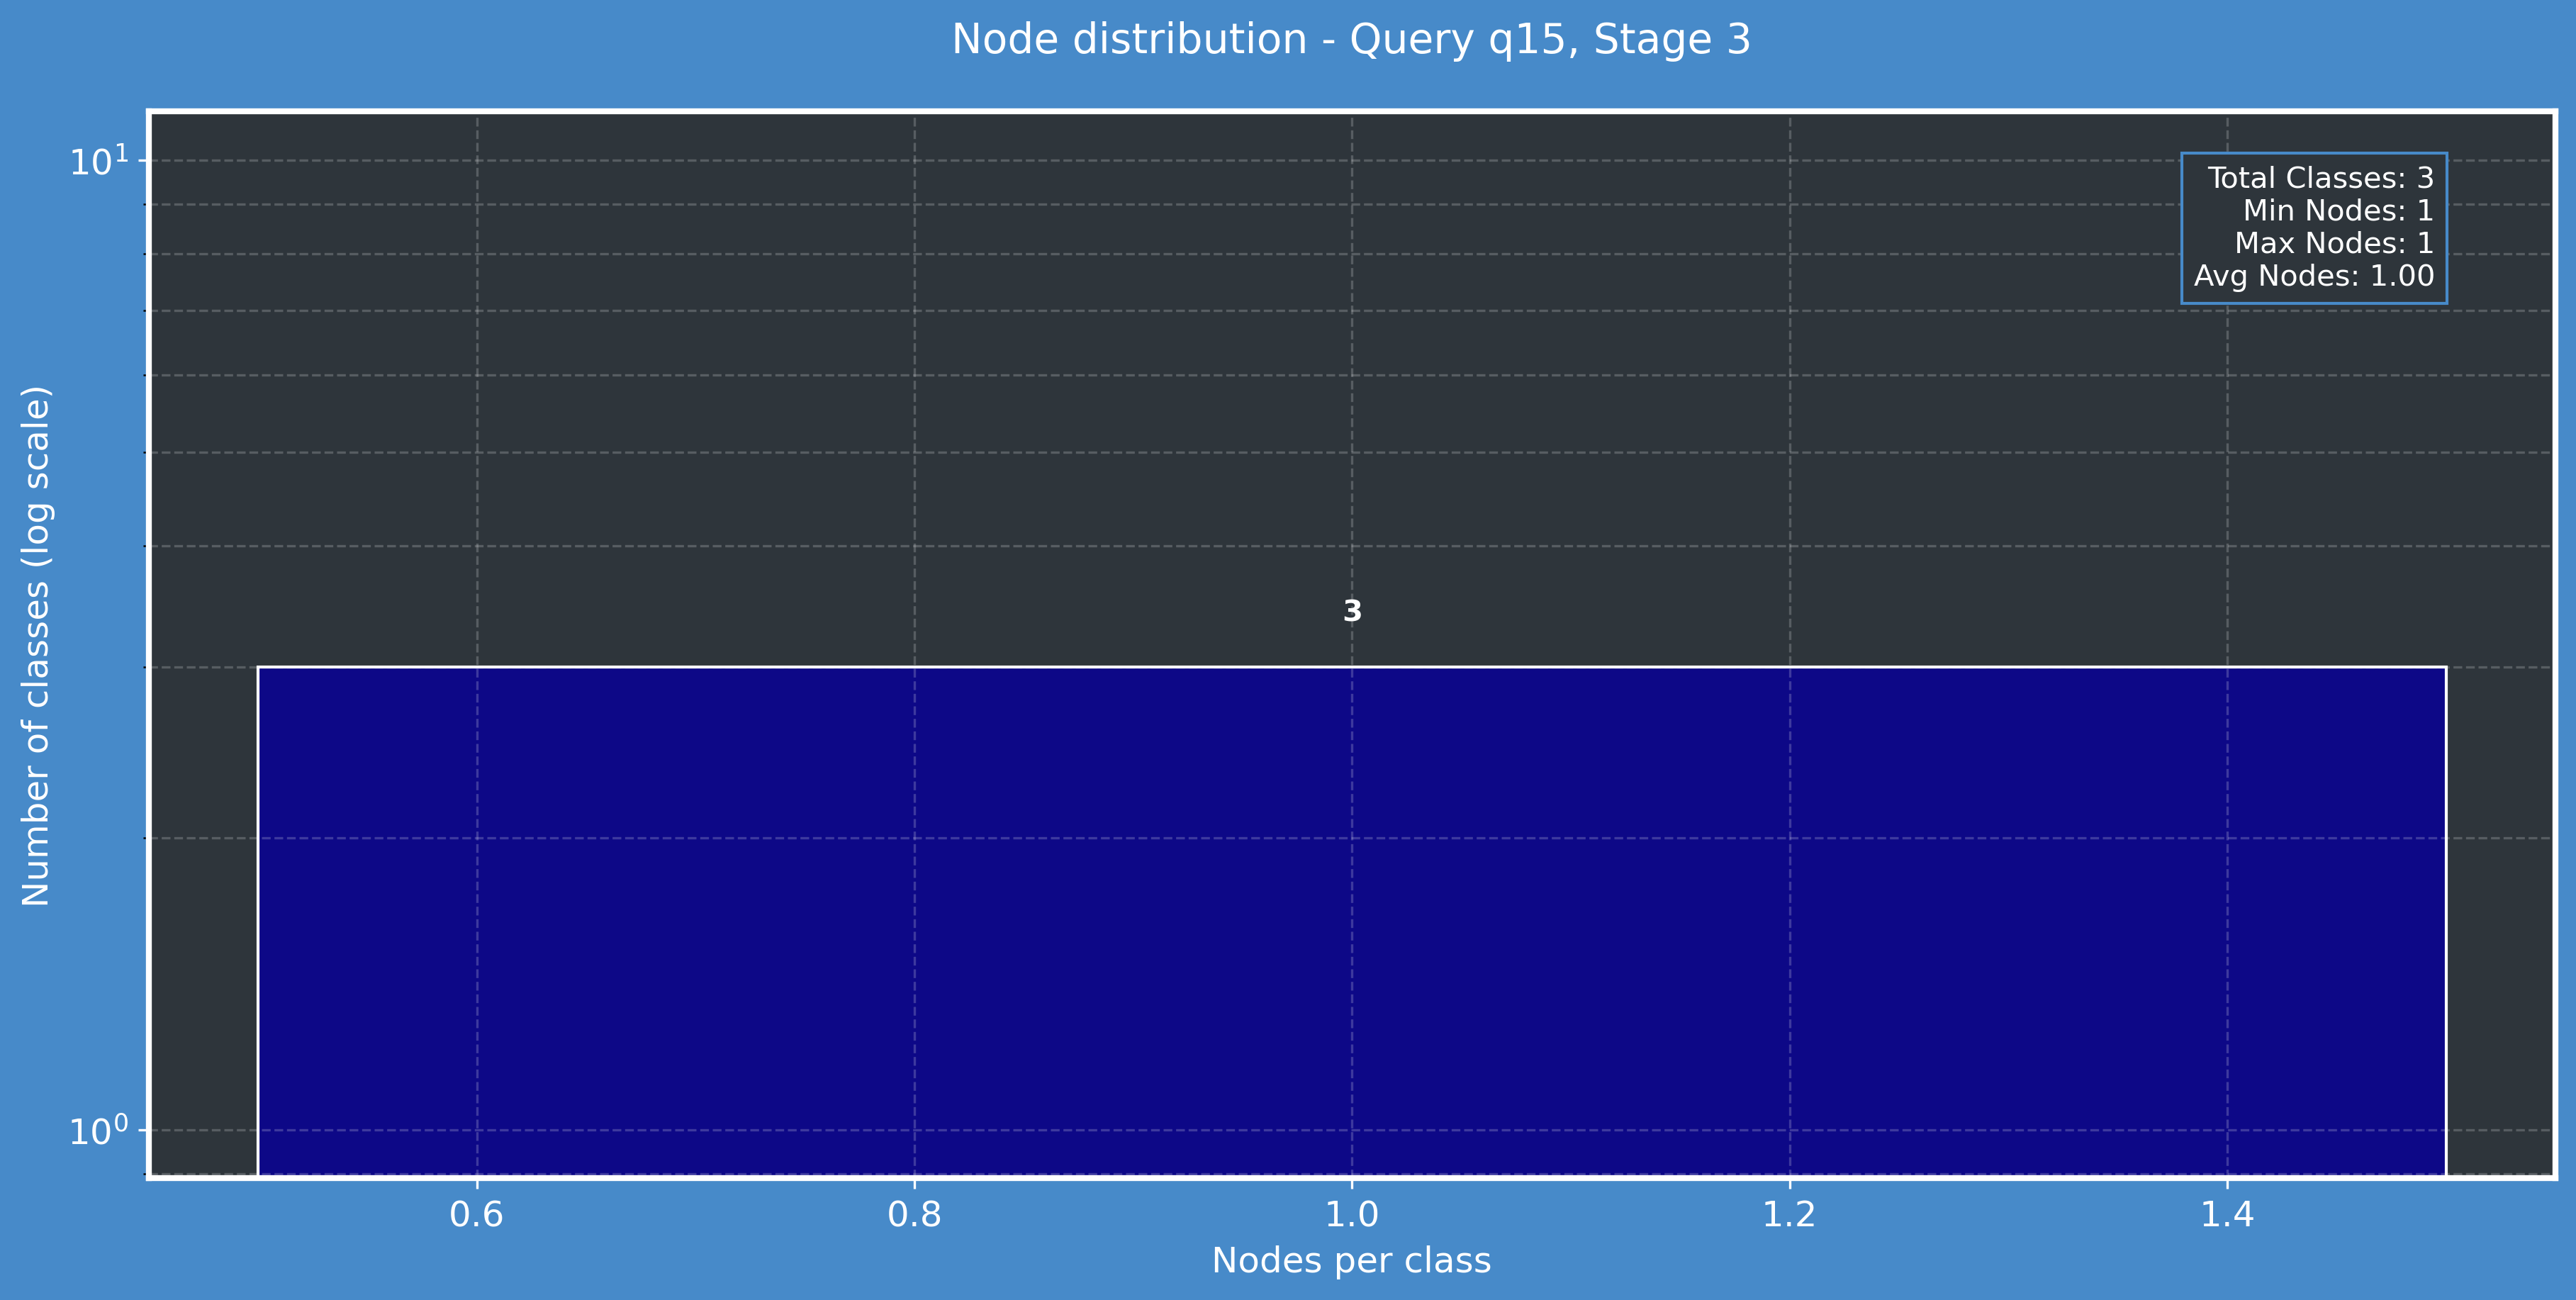 Node distribution - Query q15, Stage 3
10¹
Total Classes: 3
Min Nodes: 1
Max Nodes: 1
Avg Nodes: 1.00
Number of classes (log scale)
3
10⁰
0.6 0.8 1.0 1.2 1.4
Nodes per class